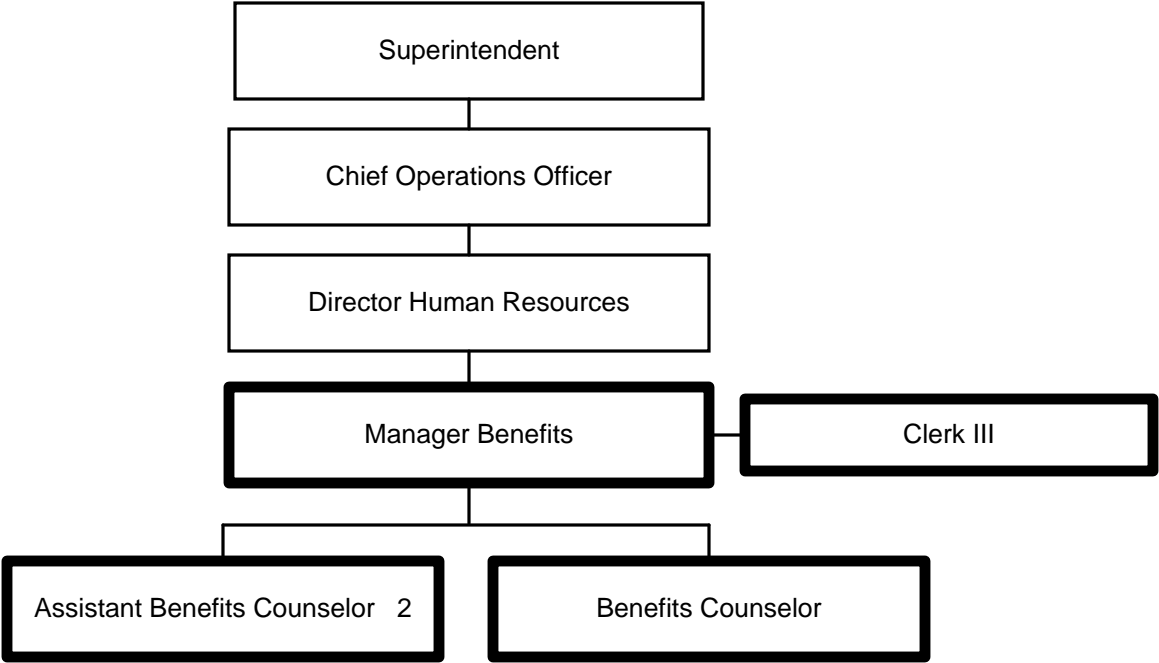 Superintendent
Chief Operations Officer
Director Human Resources
Manager Benefits
Clerk III
Assistant Benefits Counselor 2
Benefits Counselor